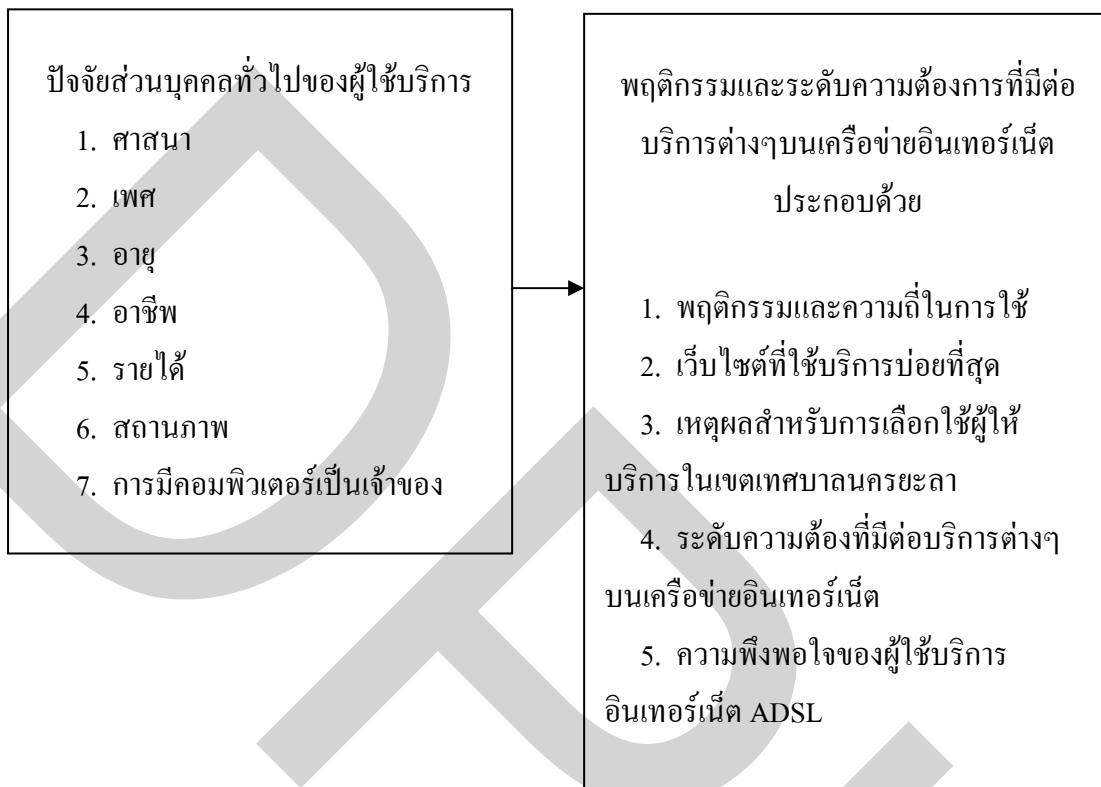 ปัจจัยส่วนบุคคลทั่วไปของผู้ใช้บริการ
1. ศาสนา
2. เพศ
3. อายุ
4. อาชีพ
5. รายได้
6. สถานภาพ
7. การมีคอมพิวเตอร์เป็นเจ้าของ
พฤติกรรมและระดับความต้องการที่มีต่อ
บริการต่างๆบนเครือข่ายอินเทอร์เน็ต
ประกอบด้วย
1. พฤติกรรมและความถี่ในการใช้
2. เว็บไซต์ที่ใช้บริการบ่อยที่สุด
3. เหตุผลสำหรับการเลือกใช้ผู้ให้
บริการในเขตเทศบาลนครยะลา
4. ระดับความต้องที่มีต่อบริการต่างๆ
บนเครือข่ายอินเทอร์เน็ต
5. ความพึงพอใจของผู้ใช้บริการ
อินเทอร์เน็ต ADSL